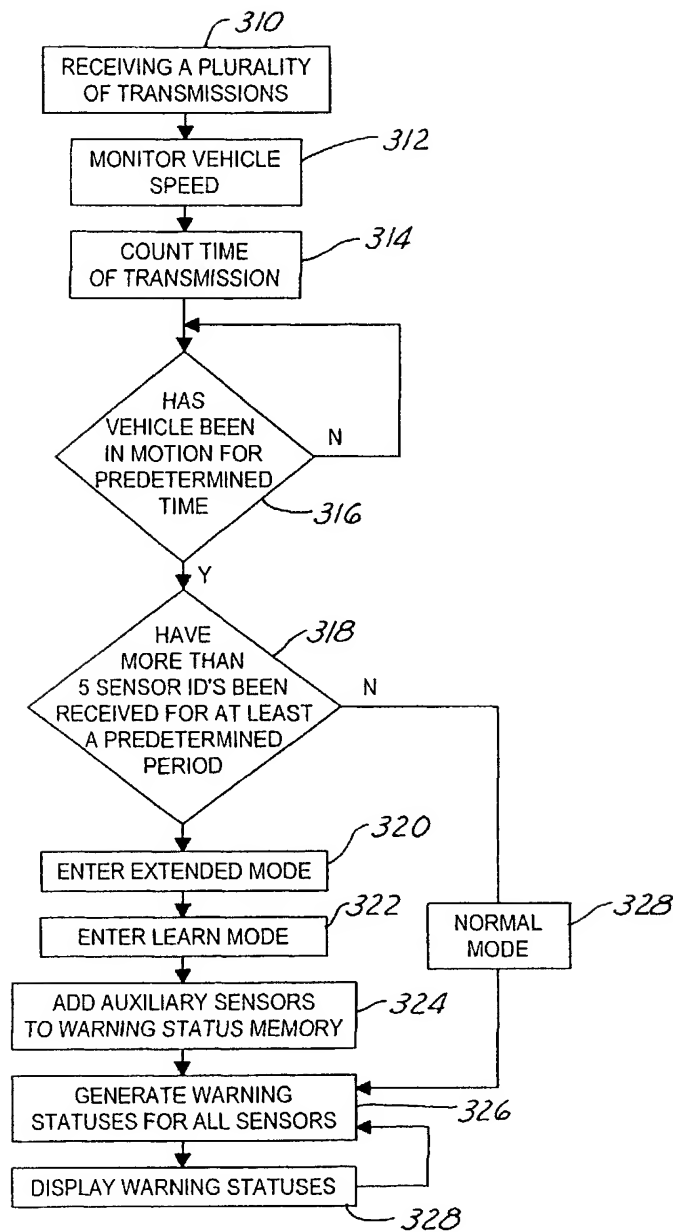 310
RECEIVING A PLURALITY
OF TRANSMISSIONS
312
MONITOR VEHICLE
SPEED
314
COUNT TIME
OF TRANSMISSION
HAS
VEHICLE BEEN
IN MOTION FOR
PREDETERMINED
TIME
N
316
Y
318
HAVE
MORE THAN
5 SENSOR ID'S BEEN
RECEIVED FOR AT LEAST
A PREDETERMINED
PERIOD
N
320
ENTER EXTENDED MODE
322
ENTER LEARN MODE
328
NORMAL
MODE
ADD AUXILIARY SENSORS
TO WARNING STATUS MEMORY
324
GENERATE WARNING
STATUSES FOR ALL SENSORS
326
DISPLAY WARNING STATUSES
328